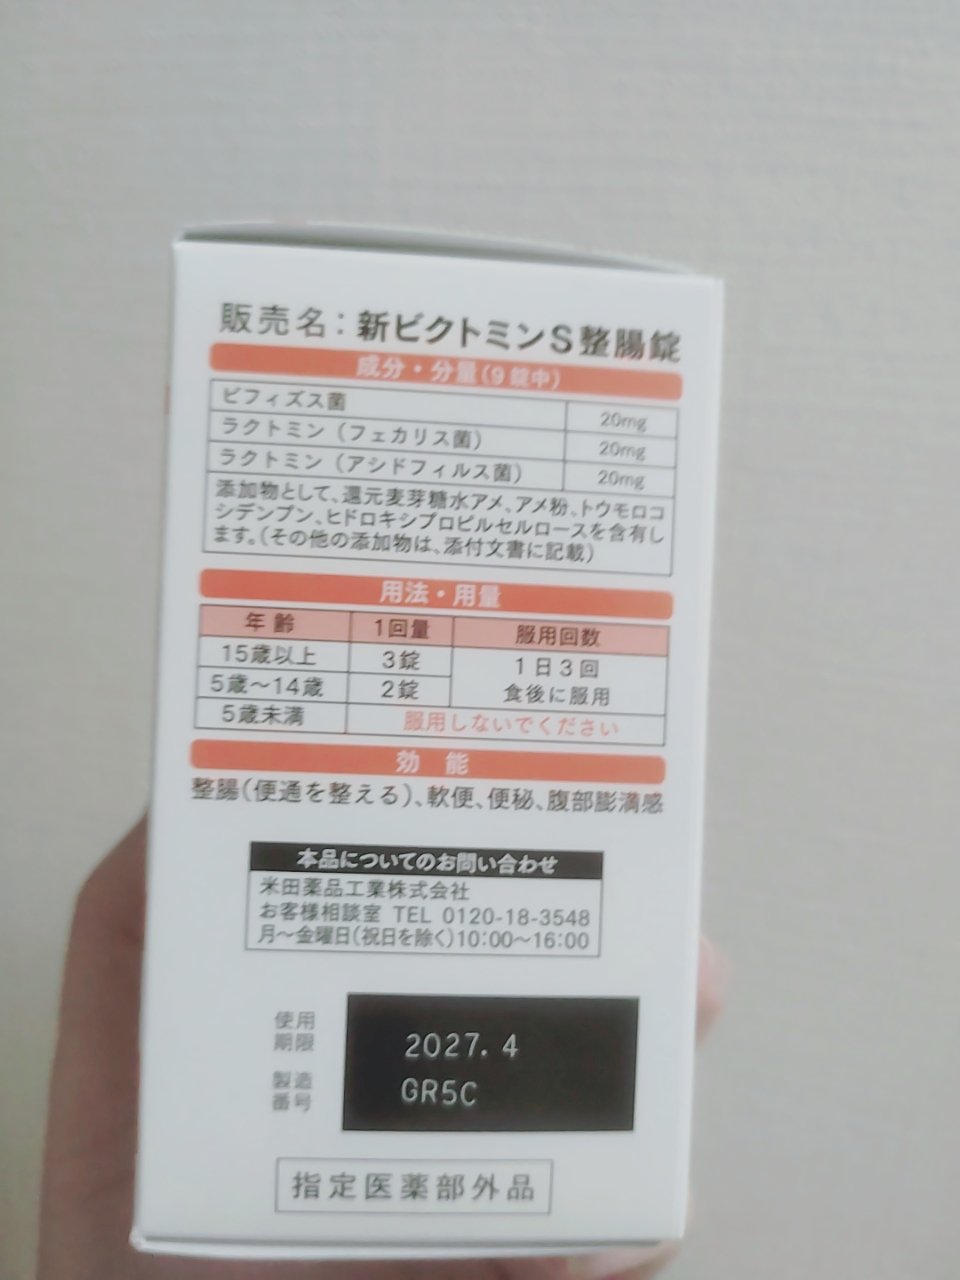 販売名：新ビクトミンS整腸錠
成分・分量(9錠中)
ビフィズス菌 20mg
ラクトミン（フェカリス菌） 20mg
ラクトミン（アシドフィルス菌） 20mg
添加物として、還元麦芽糖水アメ、アメ粉、トウモロコ
シデンプン、ヒドロキシプロピルセルロースを含有し
ます。（その他の添加物は、添付文書に記載）
用法・用量
年齢 1回量 服用回数
15歳以上 3錠 1日3回
5歳〜14歳 2錠 食後に服用
5歳未満 服用しないでください
効能
整腸（便通を整える）、軟便、便秘、腹部膨満感
本品についてのお問い合わせ
米田薬品工業株式会社
お客様相談室 TEL 0120-18-3548
月〜金曜日（祝日を除く）10：00〜16：00
使用
期限
2027. 4
製造
番号
GR5C
指定医薬部外品